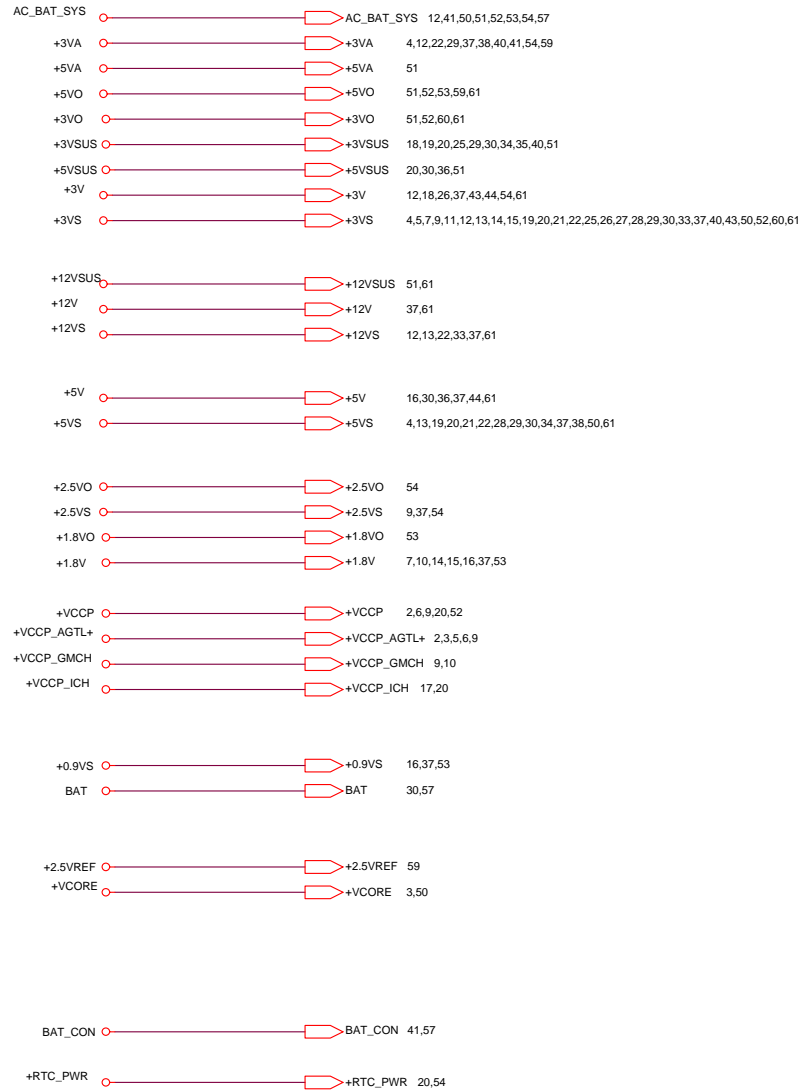 AC_BAT_SYS AC_BAT_SYS 12,41,50,51,52,53,54,57
+3VA +3VA 4,12,22,29,37,38,40,41,54,59
+5VA +5VA 51
+5VO +5VO 51,52,53,59,61
+3VO +3VO 51,52,60,61
+3VSUS +3VSUS 18,19,20,25,29,30,34,35,40,51
+5VSUS +5VSUS 20,30,36,51
+3V +3V 12,18,26,37,43,44,54,61
+3VS +3VS 4,5,7,9,11,12,13,14,15,19,20,21,22,25,26,27,28,29,30,33,37,40,43,50,52,60,61
+12VSUS +12VSUS 51,61
+12V +12V 37,61
+12VS +12VS 12,13,22,33,37,61
+5V +5V 16,30,36,37,44,61
+5VS +5VS 4,13,19,20,21,22,28,29,30,34,37,38,50,61
+2.5VO +2.5VO 54
+2.5VS +2.5VS 9,37,54
+1.8VO +1.8VO 53
+1.8V +1.8V 7,10,14,15,16,37,53
+VCCP +VCCP 2,6,9,20,52
+VCCP_AGTL+ +VCCP_AGTL+ 2,3,5,6,9
+VCCP_GMCH +VCCP_GMCH 9,10
+VCCP_ICH +VCCP_ICH 17,20
+0.9VS +0.9VS 16,37,53
BAT BAT 30,57
+2.5VREF +2.5VREF 59
+VCORE +VCORE 3,50
BAT_CON BAT_CON 41,57
+RTC_PWR +RTC_PWR 20,54